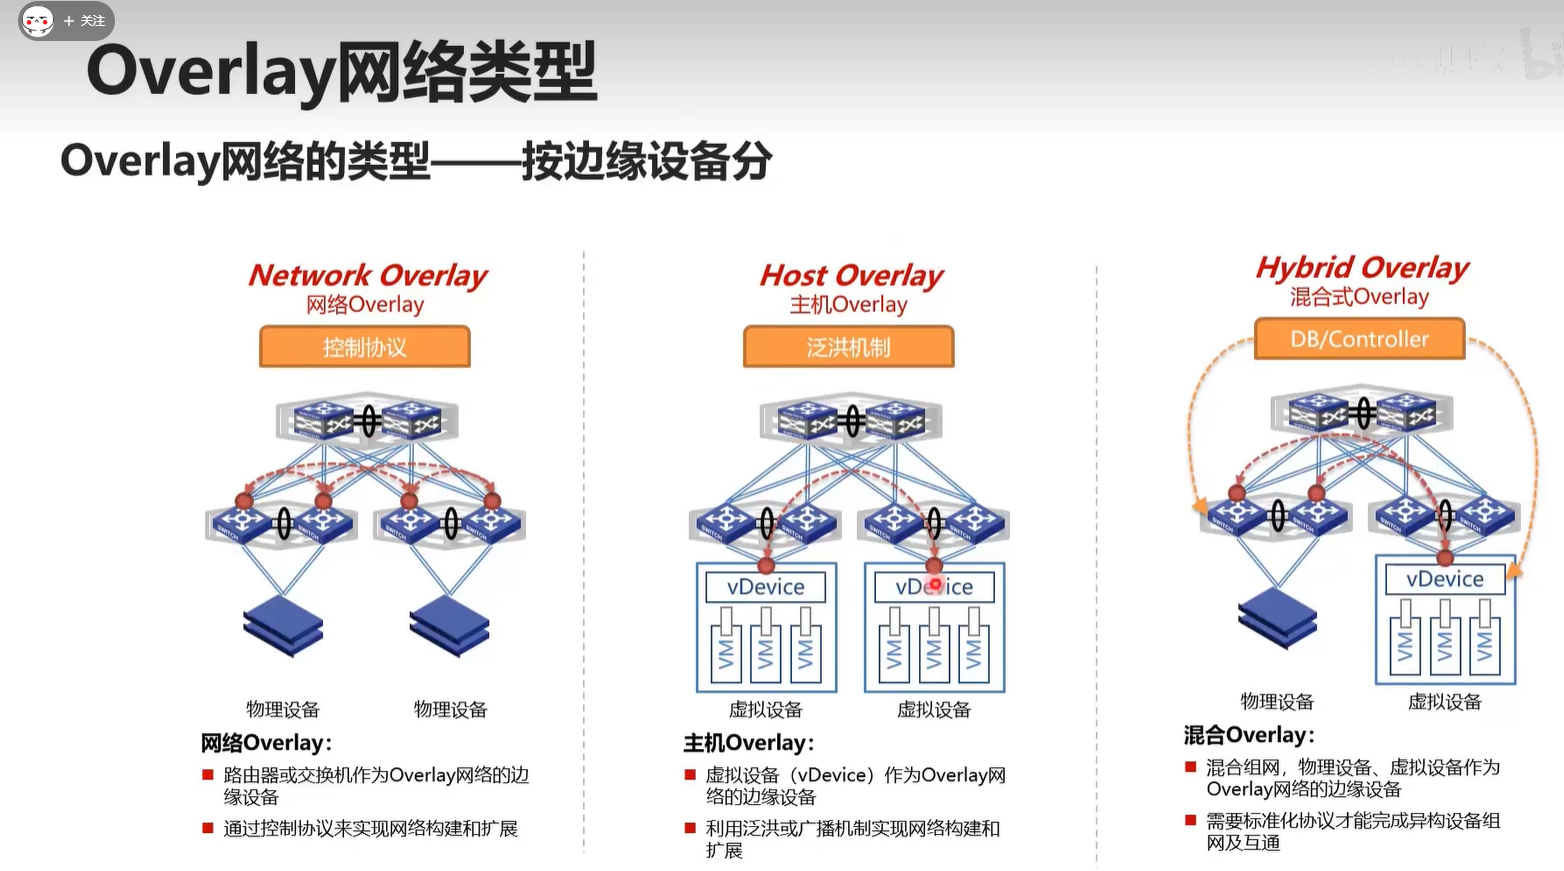 + 关注
Overlay网络类型
Overlay网络的类型——按边缘设备分
Network Overlay
网络Overlay
控制协议
SWITCH
SWITCH
SWITCH
SWITCH
物理设备
物理设备
网络Overlay：
■ 路由器或交换机作为Overlay网络的边
缘设备
■ 通过控制协议来实现网络构建和扩展
Host Overlay
主机Overlay
泛洪机制
SWITCH
SWITCH
SWITCH
SWITCH
vDevice
vDevice
VM
VM
VM
VM
VM
VM
虚拟设备
虚拟设备
主机Overlay：
■ 虚拟设备（vDevice）作为Overlay网
络的边缘设备
■ 利用泛洪或广播机制实现网络构建和
扩展
Hybrid Overlay
混合式Overlay
DB/Controller
SWITCH
SWITCH
SWITCH
SWITCH
vDevice
VM
VM
VM
物理设备
虚拟设备
混合Overlay：
■ 混合组网，物理设备、虚拟设备作为
Overlay网络的边缘设备
■ 需要标准化协议才能完成异构设备组
网及互通